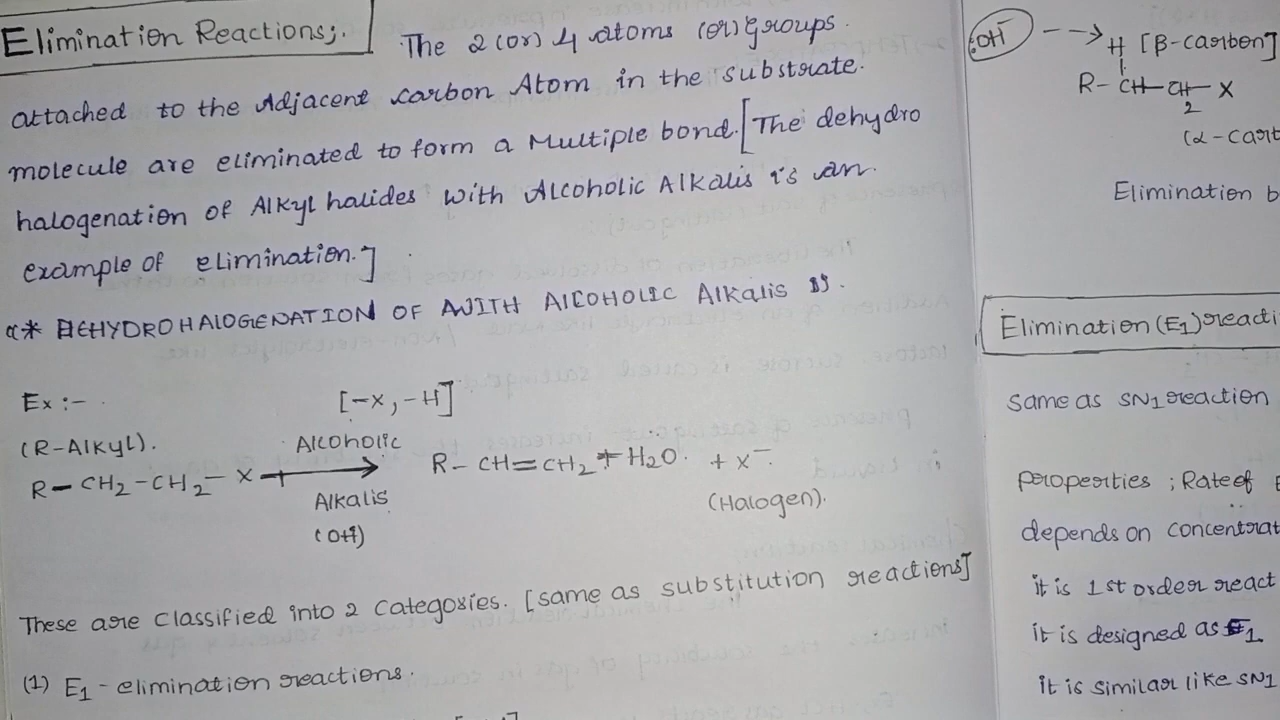 Elimination Reactions;.
The 2 (or) 4 atoms (or) Groups.
attached to the Adjacent carbon Atom in the substrate.
molecule are eliminated to form a Multiple bond. [The dehydro
halogenation of Alkyl halides with Alcoholic Alkalis is an.
example of elimination.]
DEHYDROHALOGENATION OF WITH AlCOHOLIC Alkalis
Ex :-
[-X, -H]
(R-Alkyl).
Alcoholic
R-CH2-CH2-X + → R-CH=CH2 + H2O. + X-.
Alkalis
(Halogen).
(OH)
These are classified into 2 categories. [same as substitution reactions]
(1) E1 - elimination reactions.
:OH- --> H [β-carbon]
R-CH-CH2-X
(α-car
Elimination b
Elimination (E1) reacti
same as SN1 reaction
properties ; Rate of
depends on concentrat
it is 1st order react
it is designed as E1
it is similar like SN1